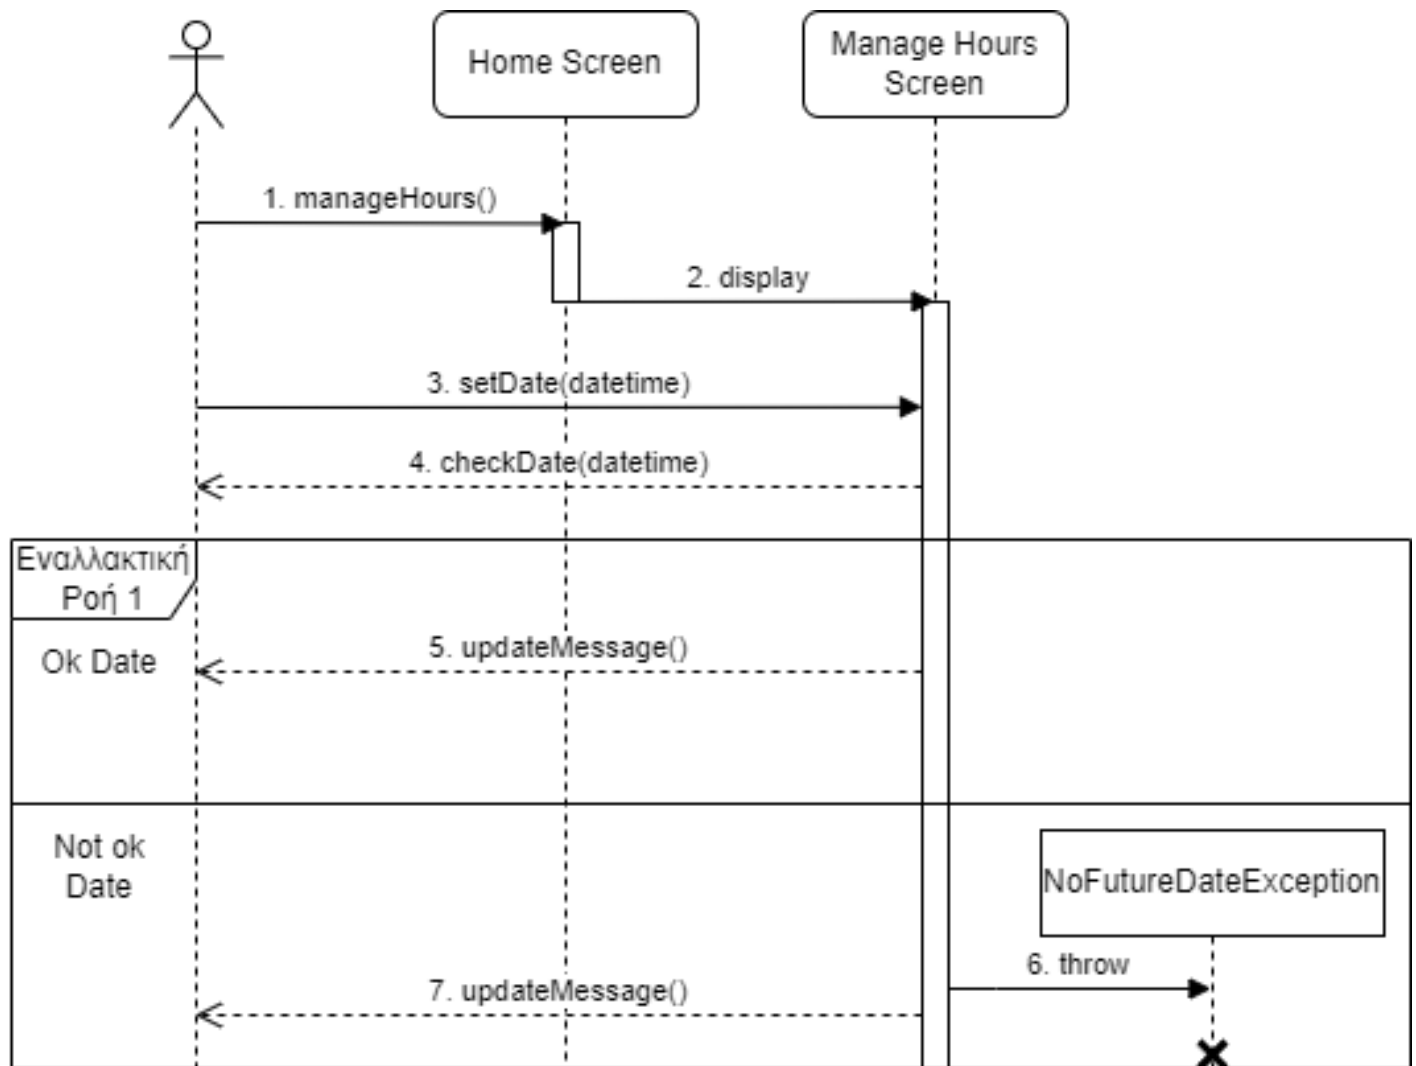 Home Screen
Manage Hours
Screen
1. manageHours()
2. display
3. setDate(datetime)
4. checkDate(datetime)
Εναλλακτική
Ροή 1
Ok Date
5. updateMessage()
Not ok
Date
NoFutureDateException
6. throw
7. updateMessage()